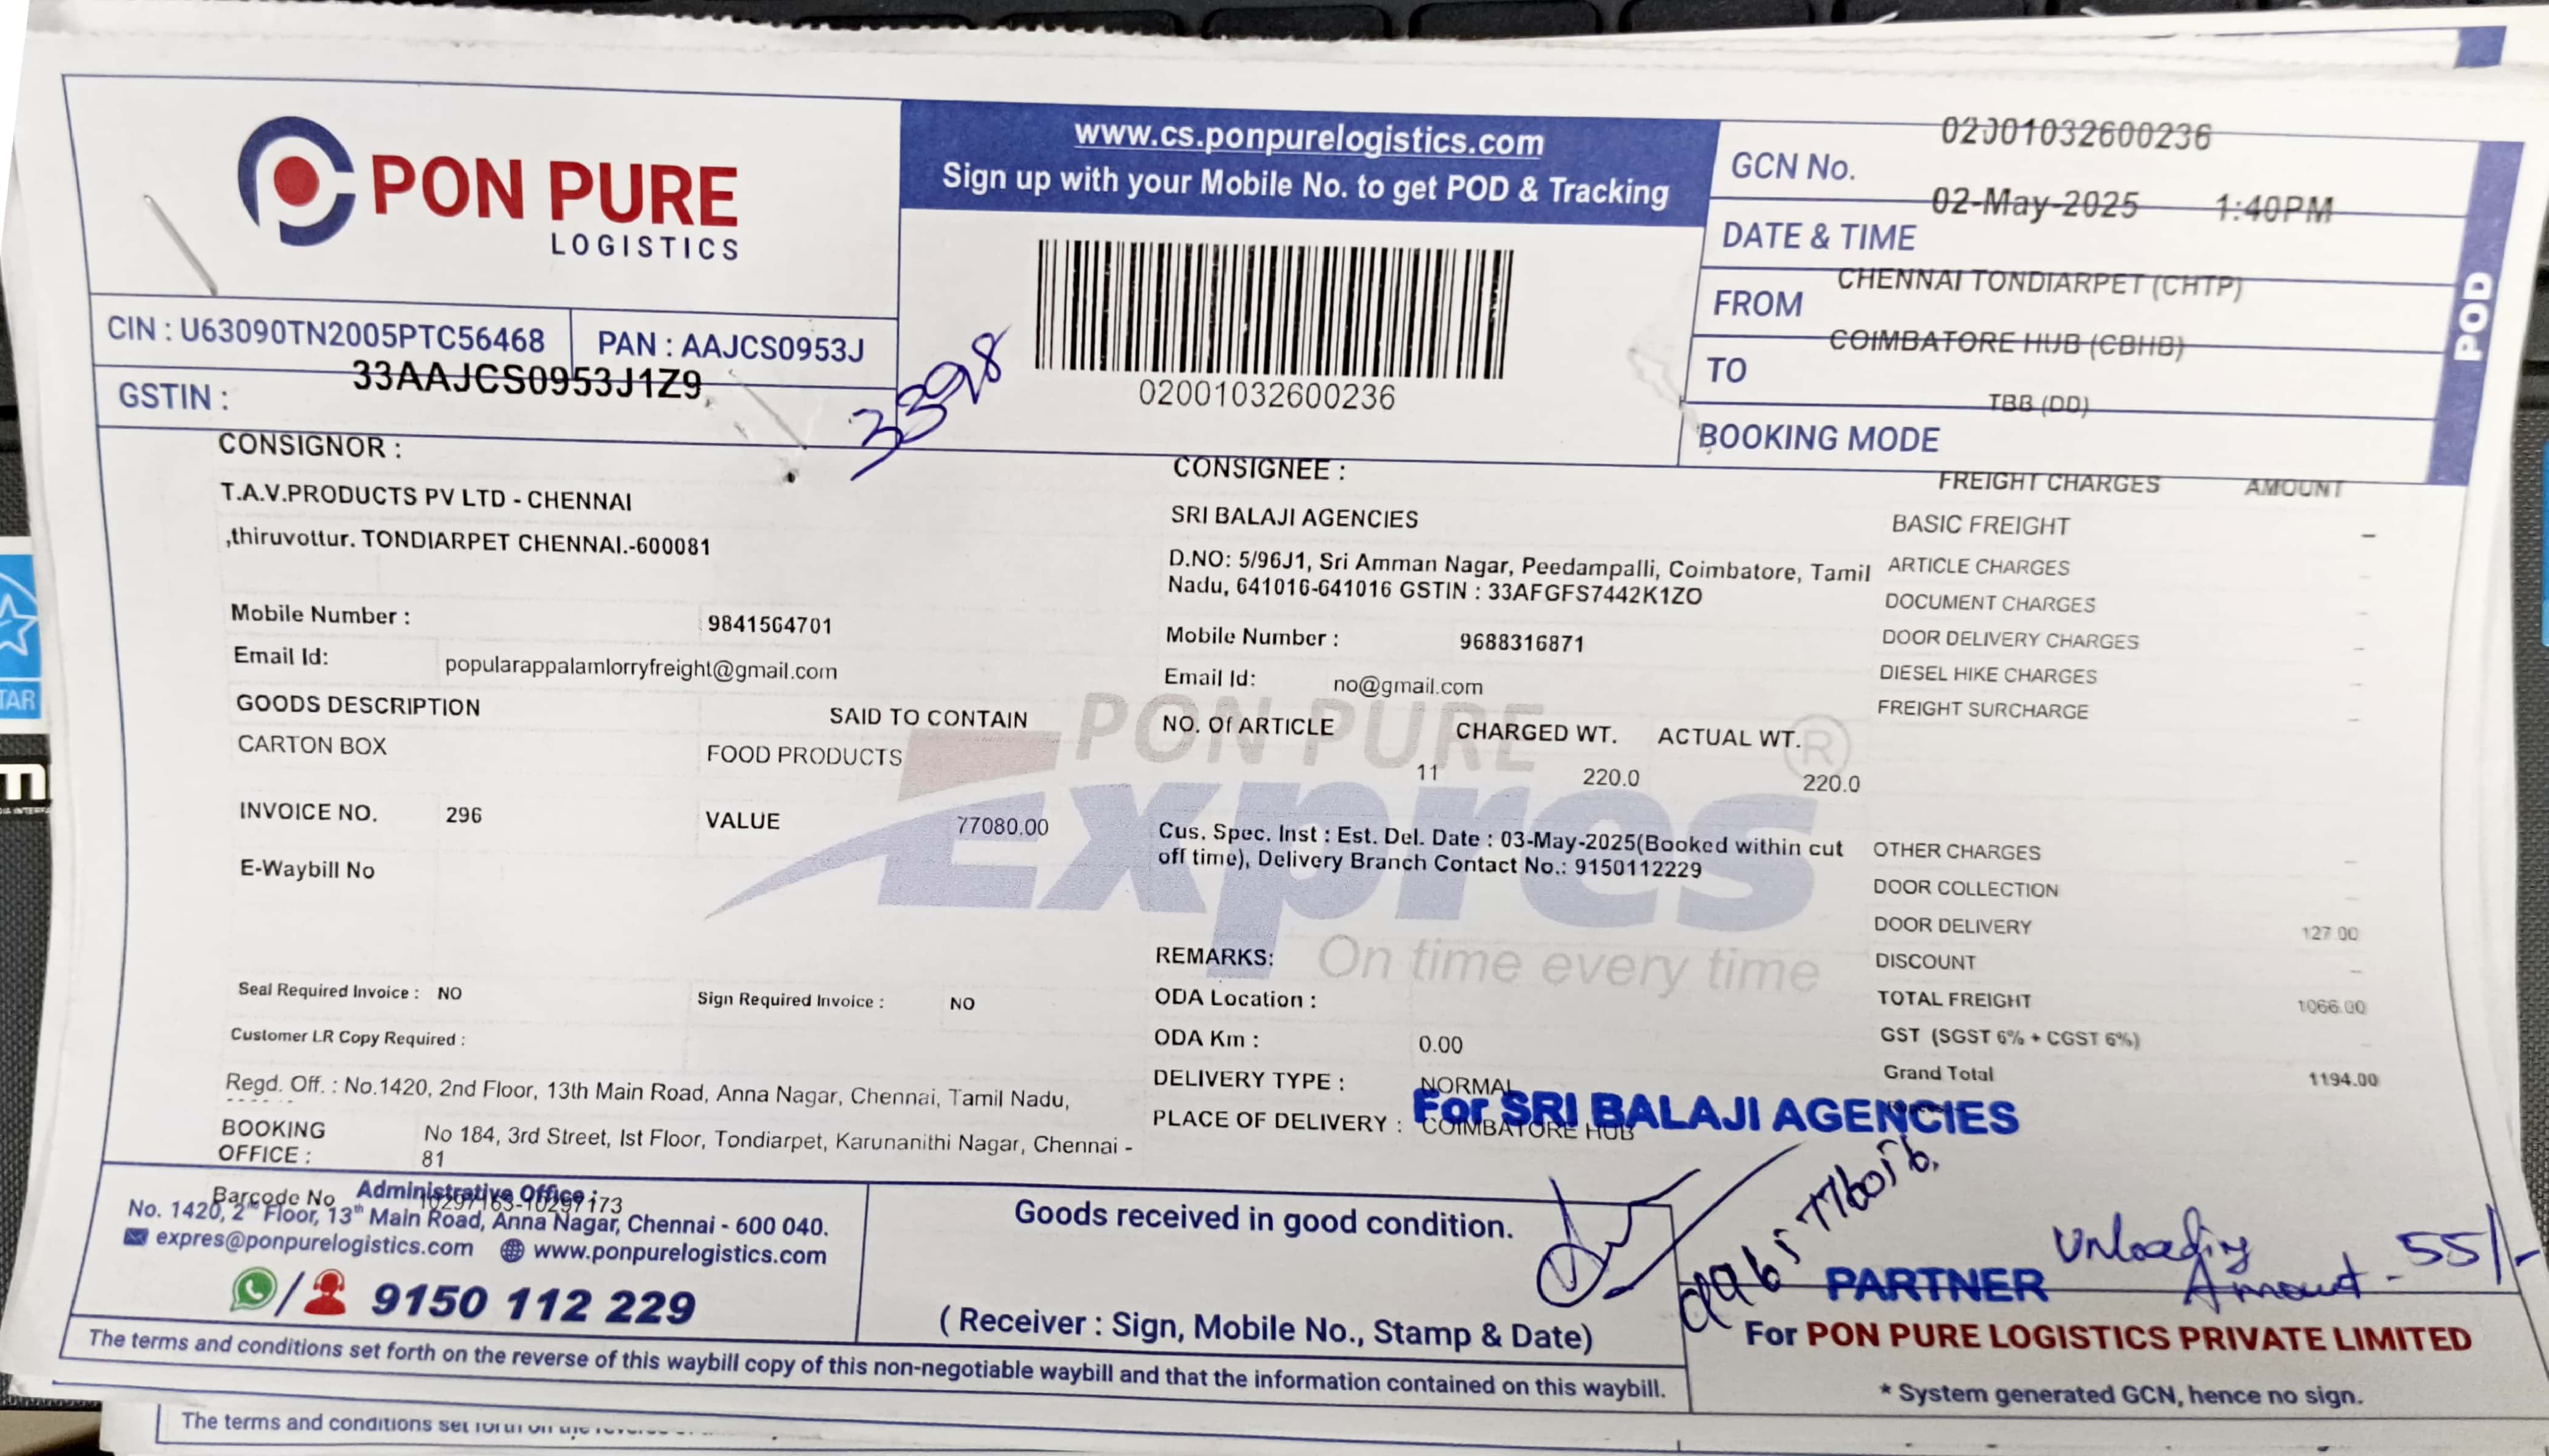 PON PURE
LOGISTICS
www.cs.ponpurelogistics.com
Sign up with your Mobile No. to get POD & Tracking
02001032600236
GCN No. 02001032600236
DATE & TIME 02-May-2025 1:40PM
FROM CHENNAI TONDIARPET (CHTP)
TO COIMBATORE HUB (CBHB)
BOOKING MODE TBB (DD)
POD
CIN : U63090TN2005PTC56468 PAN : AAJCS0953J
GSTIN : 33AAJCS0953J1Z9
3398
CONSIGNOR :
T.A.V.PRODUCTS PV LTD - CHENNAI
,thiruvottur. TONDIARPET CHENNAI.-600081
Mobile Number : 9841564701
Email Id: popularappalamlorryfreight@gmail.com
GOODS DESCRIPTION SAID TO CONTAIN
CARTON BOX FOOD PRODUCTS
INVOICE NO. 296 VALUE 77080.00
E-Waybill No
Seal Required Invoice : NO Sign Required Invoice : NO
Customer LR Copy Required :
Regd. Off. : No.1420, 2nd Floor, 13th Main Road, Anna Nagar, Chennai, Tamil Nadu,
BOOKING OFFICE : No 184, 3rd Street, Ist Floor, Tondiarpet, Karunanithi Nagar, Chennai -
81
Barcode No 10297163-10297173
CONSIGNEE :
SRI BALAJI AGENCIES
D.NO: 5/96J1, Sri Amman Nagar, Peedampalli, Coimbatore, Tamil
Nadu, 641016-641016 GSTIN : 33AFGFS7442K1ZO
Mobile Number : 9688316871
Email Id: no@gmail.com
NO. Of ARTICLE CHARGED WT. ACTUAL WT.
11 220.0 220.0
Cus. Spec. Inst : Est. Del. Date : 03-May-2025(Booked within cut
off time), Delivery Branch Contact No.: 9150112229
REMARKS:
ODA Location :
ODA Km : 0.00
DELIVERY TYPE : NORMAL
PLACE OF DELIVERY : COIMBATORE HUB
PON PURE
Expres
On time every time
FREIGHT CHARGES AMOUNT
BASIC FREIGHT -
ARTICLE CHARGES -
DOCUMENT CHARGES
DOOR DELIVERY CHARGES -
DIESEL HIKE CHARGES -
FREIGHT SURCHARGE -
OTHER CHARGES -
DOOR COLLECTION -
DOOR DELIVERY 127.00
DISCOUNT -
TOTAL FREIGHT 1066.00
GST (SGST 6% + CGST 6%) -
Grand Total 1194.00
For SRI BALAJI AGENCIES
PARTNER
Unloading
Amount - 55/-
Administrative Office :
No. 1420, 2nd Floor, 13th Main Road, Anna Nagar, Chennai - 600 040.
expres@ponpurelogistics.com www.ponpurelogistics.com
9150 112 229
Goods received in good condition.
( Receiver : Sign, Mobile No., Stamp & Date)
For PON PURE LOGISTICS PRIVATE LIMITED
* System generated GCN, hence no sign.
The terms and conditions set forth on the reverse of this waybill copy of this non-negotiable waybill and that the information contained on this waybill.
The terms and conditions set forth on the